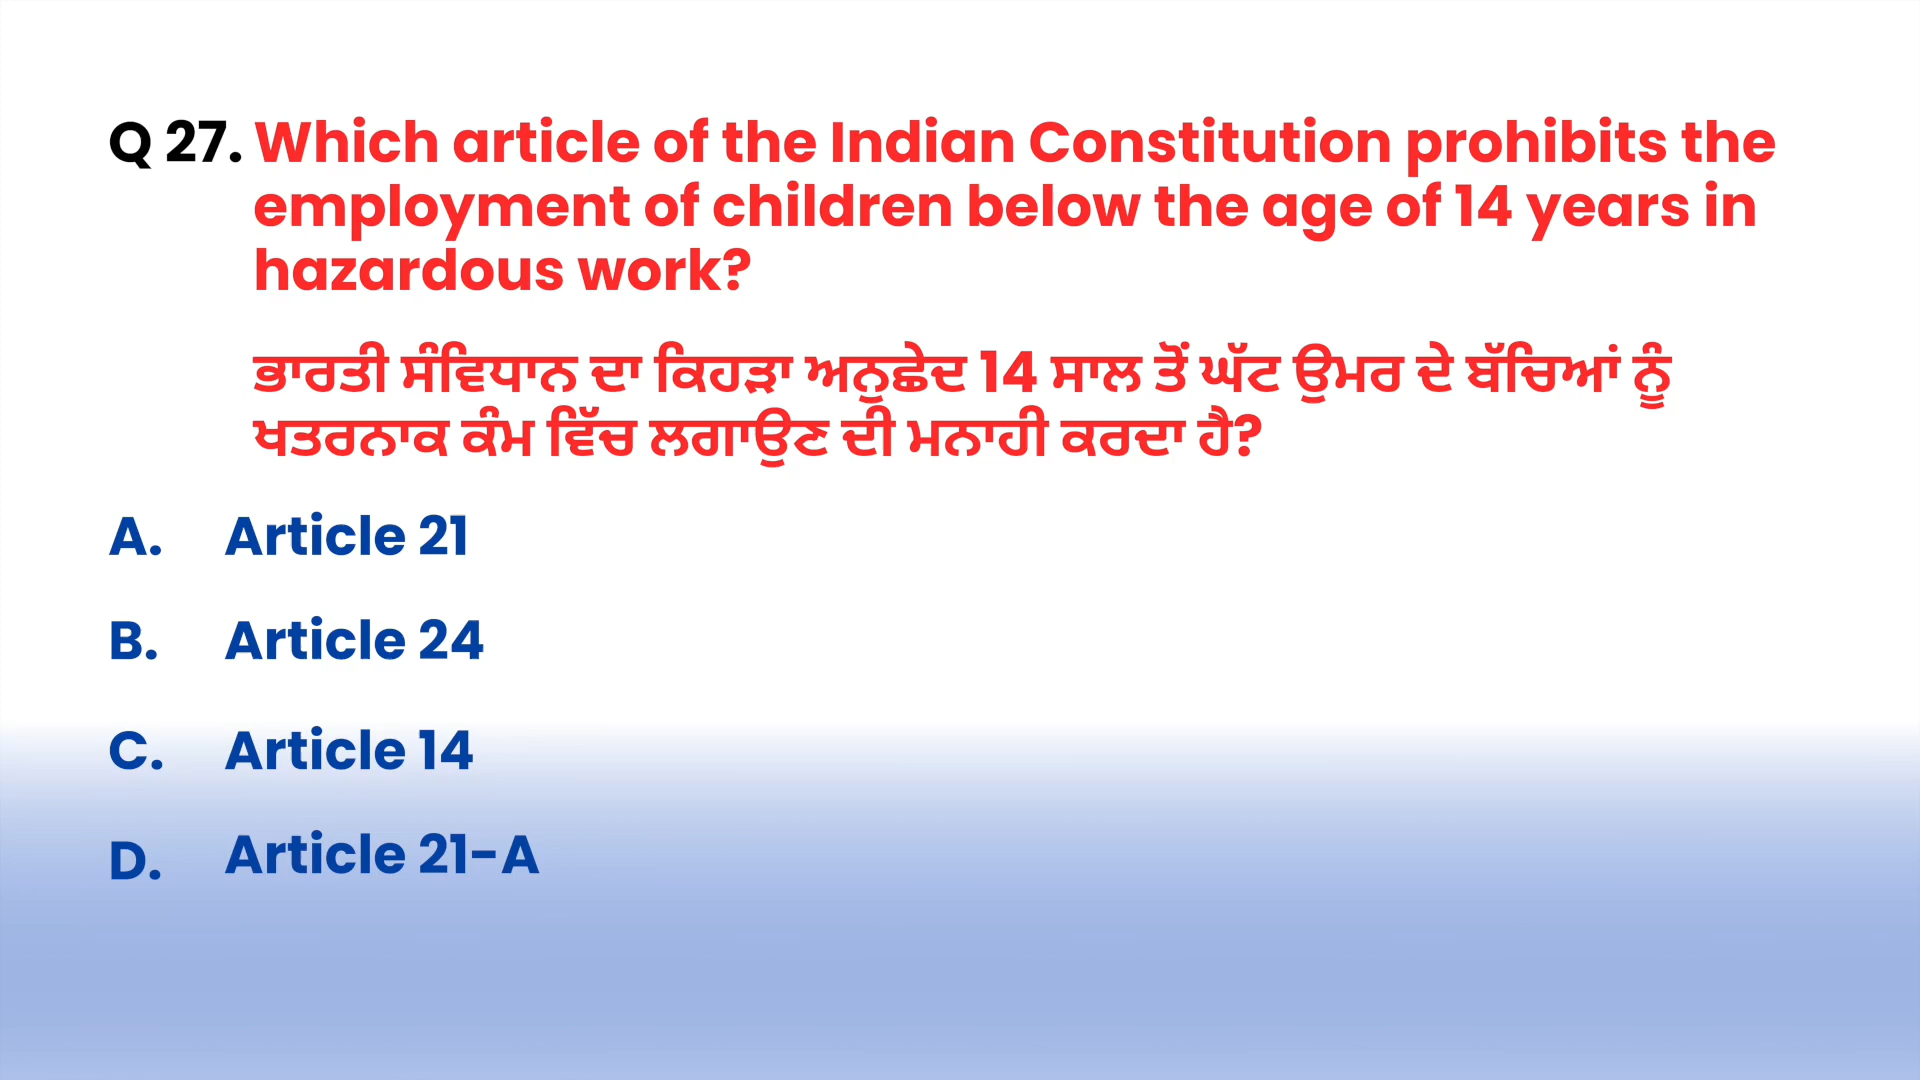 Q 27. Which article of the Indian Constitution prohibits the
employment of children below the age of 14 years in
hazardous work?
ਭਾਰਤੀ ਸੰਵਿਧਾਨ ਦਾ ਕਿਹੜਾ ਅਨੁਛੇਦ 14 ਸਾਲ ਤੋਂ ਘੱਟ ਉਮਰ ਦੇ ਬੱਚਿਆਂ ਨੂੰ
ਖਤਰਨਾਕ ਕੰਮ ਵਿੱਚ ਲਗਾਉਣ ਦੀ ਮਨਾਹੀ ਕਰਦਾ ਹੈ?
A. Article 21
B. Article 24
C. Article 14
D. Article 21-A